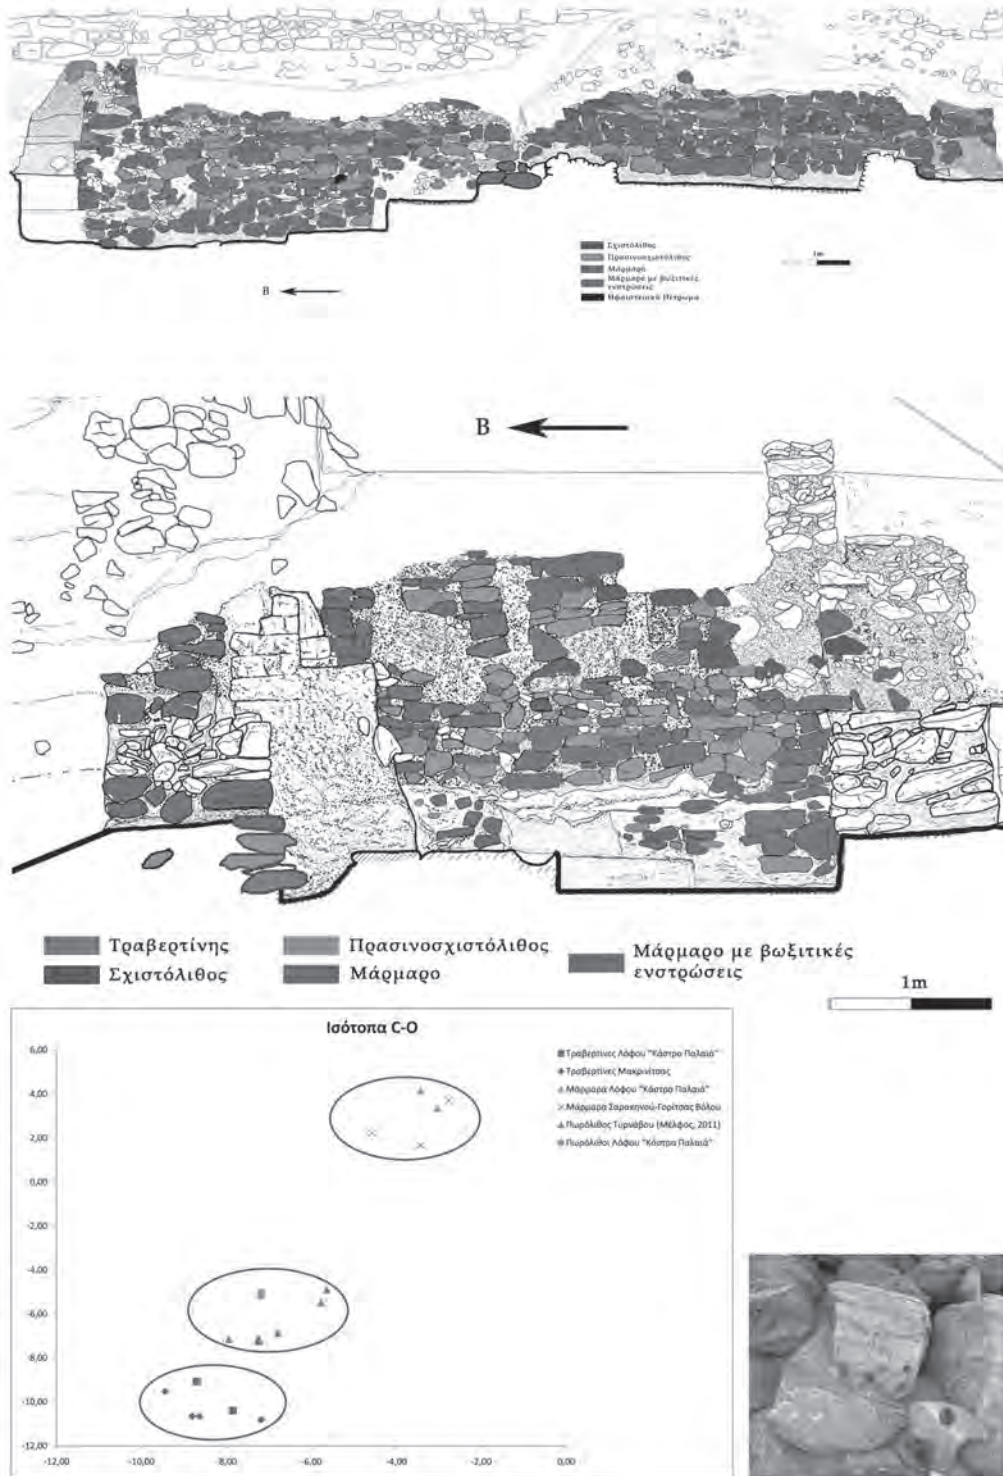 Σχιστόλιθος
Πρασινοσχιστόλιθος
Μάρμαρο
Μάρμαρο με βωξιτικές
ενστρώσεις
Ηφαιστειακό Πέτρωμα
1m
Β
Β
Τραβερτίνης
Σχιστόλιθος
Πρασινοσχιστόλιθος
Μάρμαρο
Μάρμαρο με βωξιτικές
ενστρώσεις
1m
Ισότοπα C-O
Τραβερτίνες Λόφου "Κάστρο Παλαιά"
Τραβερτίνες Μακρινίτσας
Μάρμαρα Λόφου "Κάστρο Παλαιά"
Μάρμαρα Σαρακηνού-Γορίτσας Βόλου
Πωρόλιθος Τυρνάβου (Μέλφος, 2011)
Πωρόλιθοι Λόφου "Κάστρο Παλαιά"
6,00
4,00
2,00
0,00
-2,00
-4,00
-6,00
-8,00
-10,00
-12,00
-12,00 -10,00 -8,00 -6,00 -4,00 -2,00 0,00